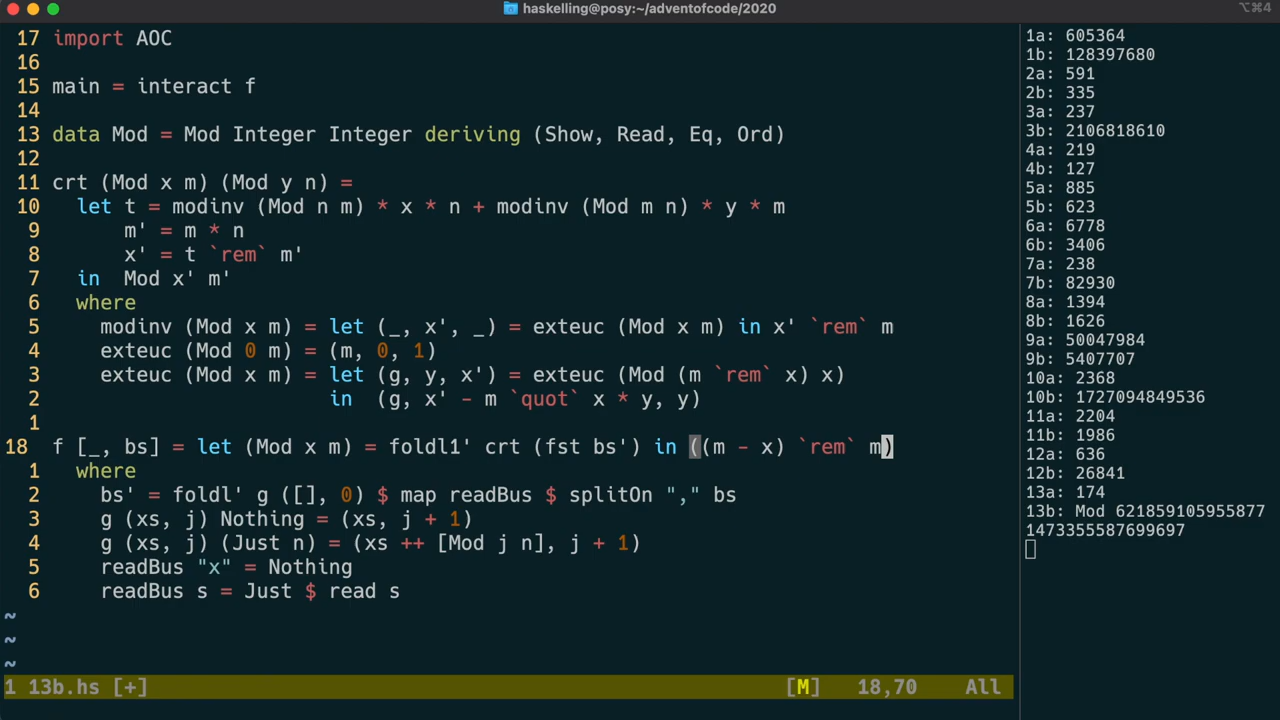 haskelling@posy:~/adventofcode/2020
⌥⌘4
17 import AOC
16
15 main = interact f
14
13 data Mod = Mod Integer Integer deriving (Show, Read, Eq, Ord)
12
11 crt (Mod x m) (Mod y n) =
10   let t = modinv (Mod n m) * x * n + modinv (Mod m n) * y * m
9       m' = m * n
8       x' = t `rem` m'
7   in  Mod x' m'
6   where
5     modinv (Mod x m) = let (_, x', _) = exteuc (Mod x m) in x' `rem` m
4     exteuc (Mod 0 m) = (m, 0, 1)
3     exteuc (Mod x m) = let (g, y, x') = exteuc (Mod (m `rem` x) x)
2                        in  (g, x' - m `quot` x * y, y)
1
18 f [_, bs] = let (Mod x m) = foldl1' crt (fst bs') in ((m - x) `rem` m)
1   where
2     bs' = foldl' g ([], 0) $ map readBus $ splitOn "," bs
3     g (xs, j) Nothing = (xs, j + 1)
4     g (xs, j) (Just n) = (xs ++ [Mod j n], j + 1)
5     readBus "x" = Nothing
6     readBus s = Just $ read s
~
~
~
1 13b.hs [+] [M] 18,70 All
1a: 605364
1b: 128397680
2a: 591
2b: 335
3a: 237
3b: 2106818610
4a: 219
4b: 127
5a: 885
5b: 623
6a: 6778
6b: 3406
7a: 238
7b: 82930
8a: 1394
8b: 1626
9a: 50047984
9b: 5407707
10a: 2368
10b: 1727094849536
11a: 2204
11b: 1986
12a: 636
12b: 26841
13a: 174
13b: Mod 621859105955877
1473355587699697